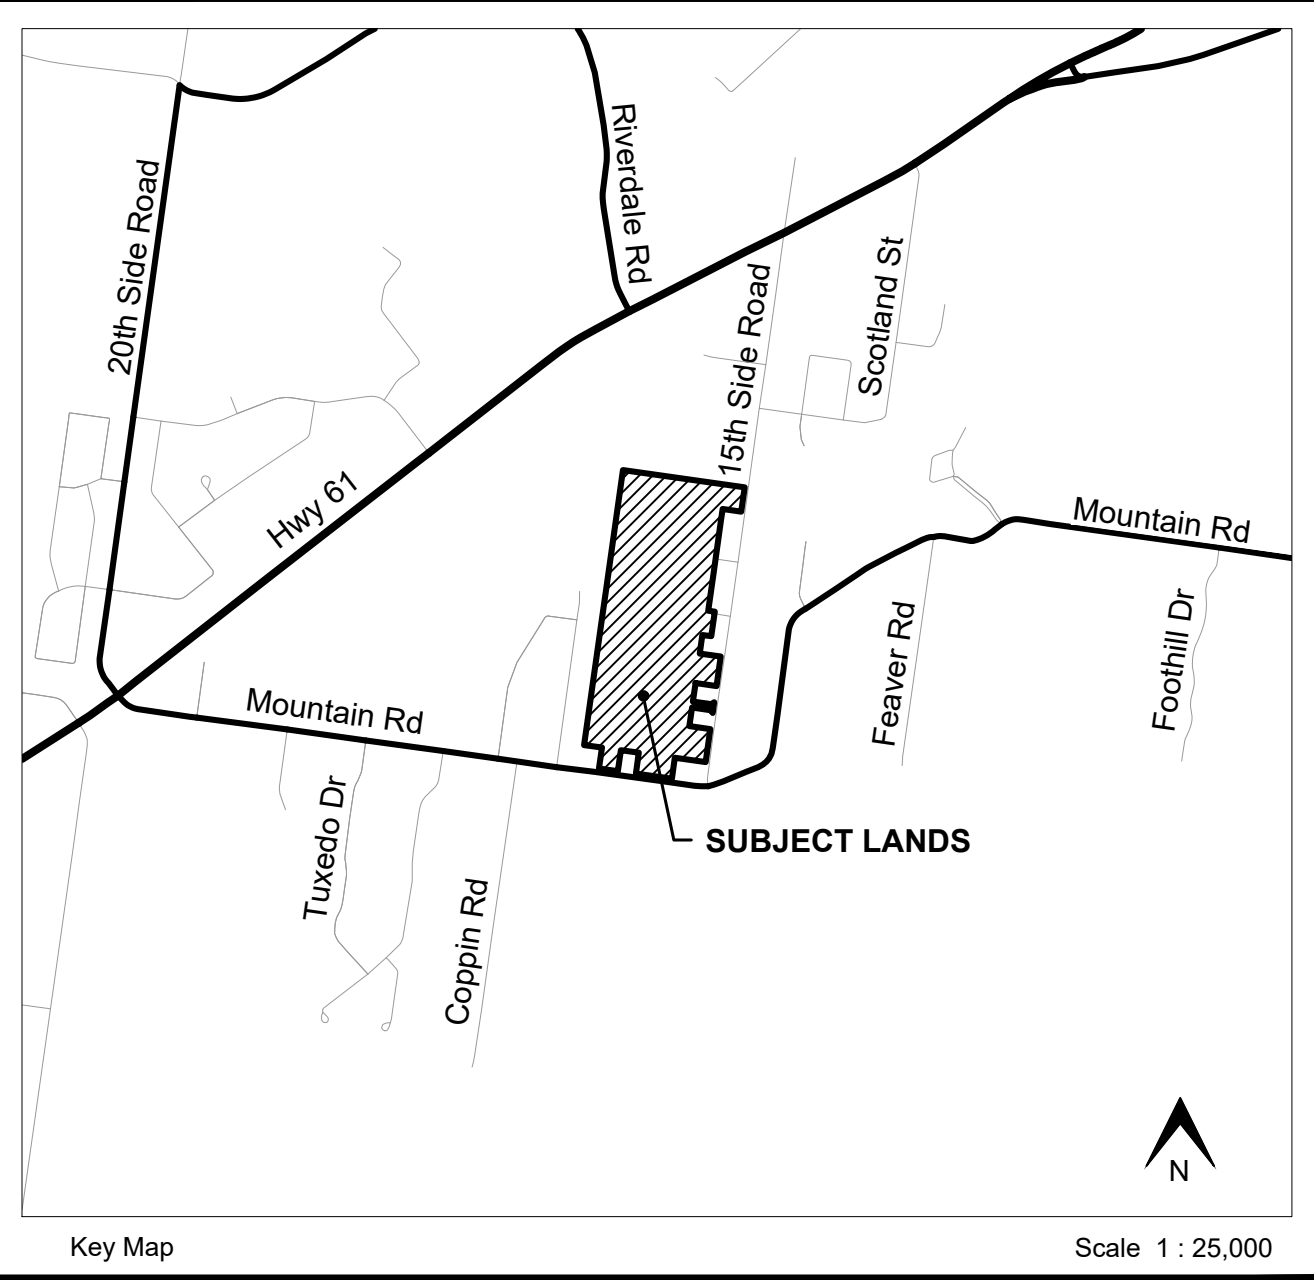 Riverdale Rd
20th Side Road
15th Side Road
Scotland St
Hwy 61
Mountain Rd
Mountain Rd
Feaver Rd
Foothill Dr
Tuxedo Dr
SUBJECT LANDS
Coppin Rd
N
Key Map
Scale 1 : 25,000